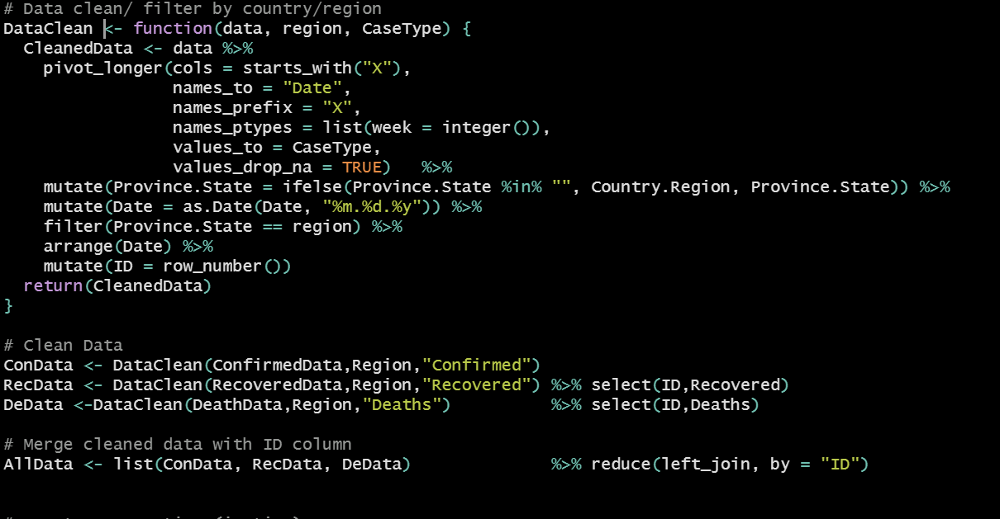 # Data clean/ filter by country/region
DataClean <- function(data, region, CaseType) {
  CleanedData <- data %>%
    pivot_longer(cols = starts_with("X"),
                 names_to = "Date",
                 names_prefix = "X",
                 names_ptypes = list(week = integer()),
                 values_to = CaseType,
                 values_drop_na = TRUE)   %>%
    mutate(Province.State = ifelse(Province.State %in% "", Country.Region, Province.State)) %>%
    mutate(Date = as.Date(Date, "%m.%d.%y")) %>%
    filter(Province.State == region) %>%
    arrange(Date) %>%
    mutate(ID = row_number())
  return(CleanedData)
}
# Clean Data
ConData <- DataClean(ConfirmedData,Region,"Confirmed")
RecData <- DataClean(RecoveredData,Region,"Recovered") %>% select(ID,Recovered)
DeData <-DataClean(DeathData,Region,"Deaths")          %>% select(ID,Deaths)
# Merge cleaned data with ID column
AllData <- list(ConData, RecData, DeData)              %>% reduce(left_join, by = "ID")